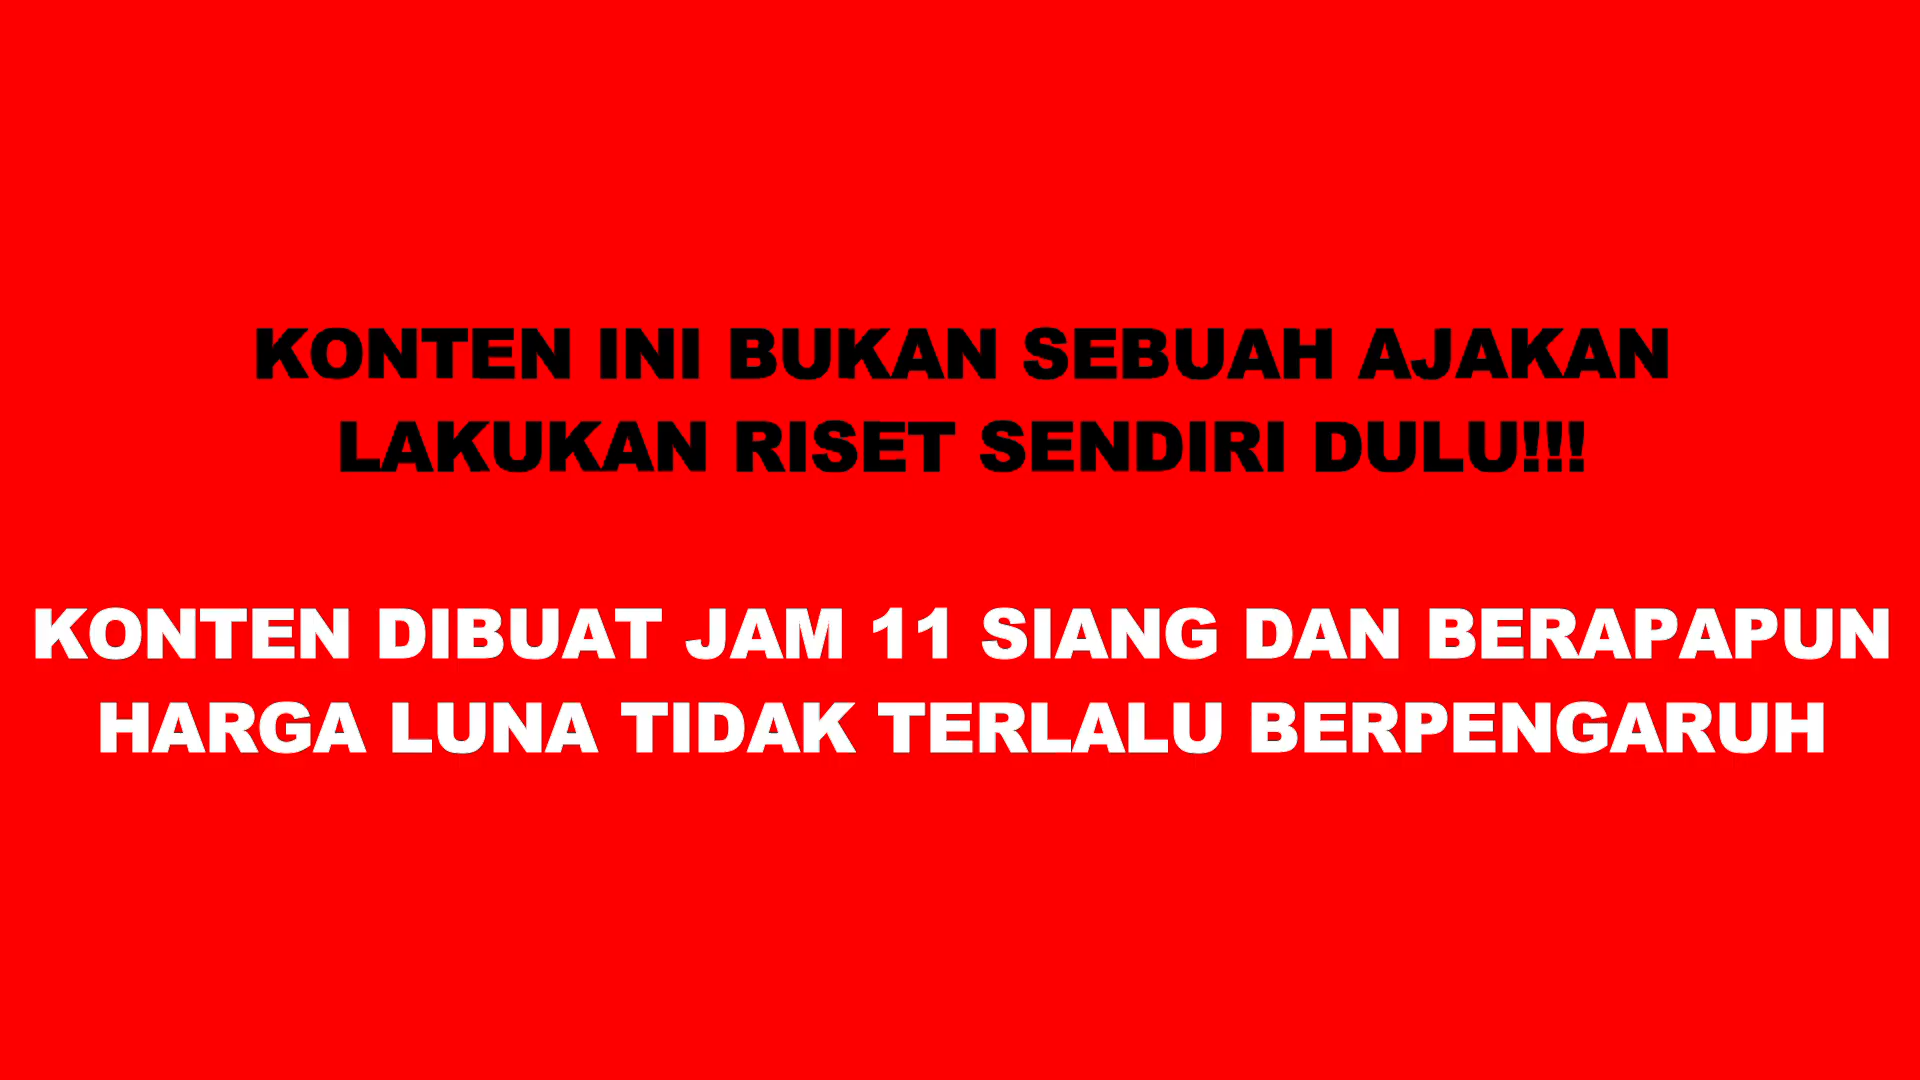 KONTEN INI BUKAN SEBUAH AJAKAN
LAKUKAN RISET SENDIRI DULU!!!
KONTEN DIBUAT JAM 11 SIANG DAN BERAPAPUN
HARGA LUNA TIDAK TERLALU BERPENGARUH